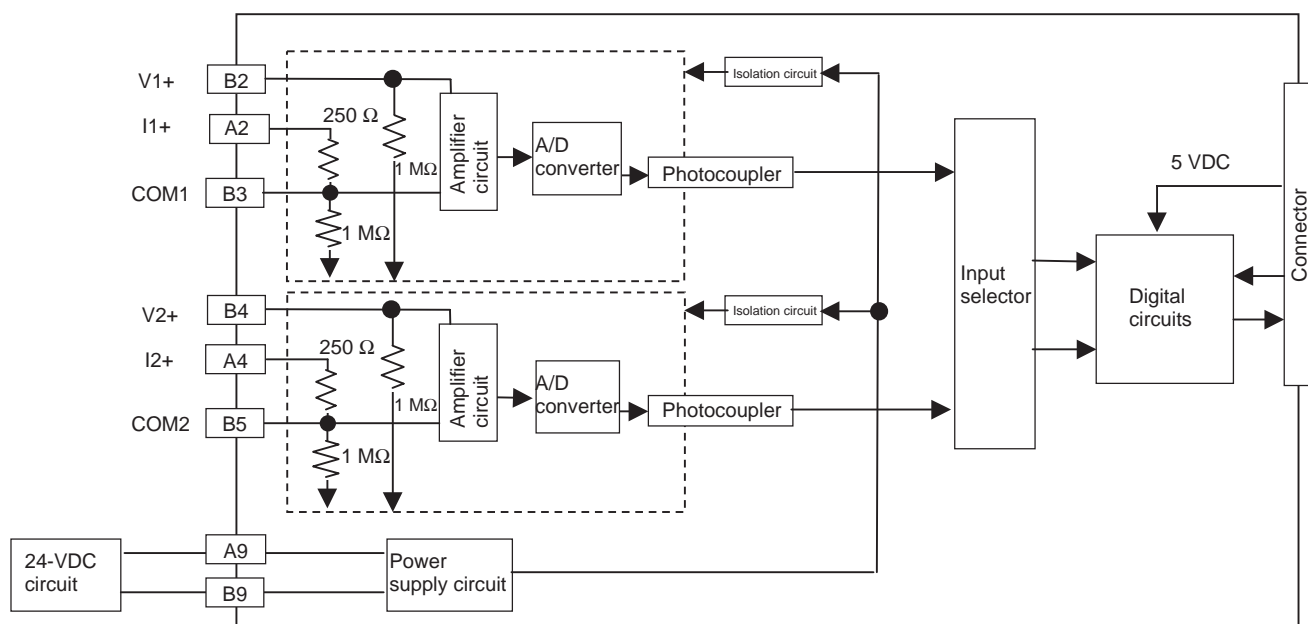 V1+
B2
Isolation circuit
I1+
A2
250 Ω
Amplifier
circuit
A/D
converter
1 MΩ
Photocoupler
COM1
B3
1 MΩ
5 VDC
Connector
Input
selector
Digital
circuits
V2+
B4
Isolation circuit
I2+
A4
250 Ω
Amplifier
circuit
A/D
converter
1 MΩ
Photocoupler
COM2
B5
1 MΩ
24-VDC
circuit
A9
B9
Power
supply circuit